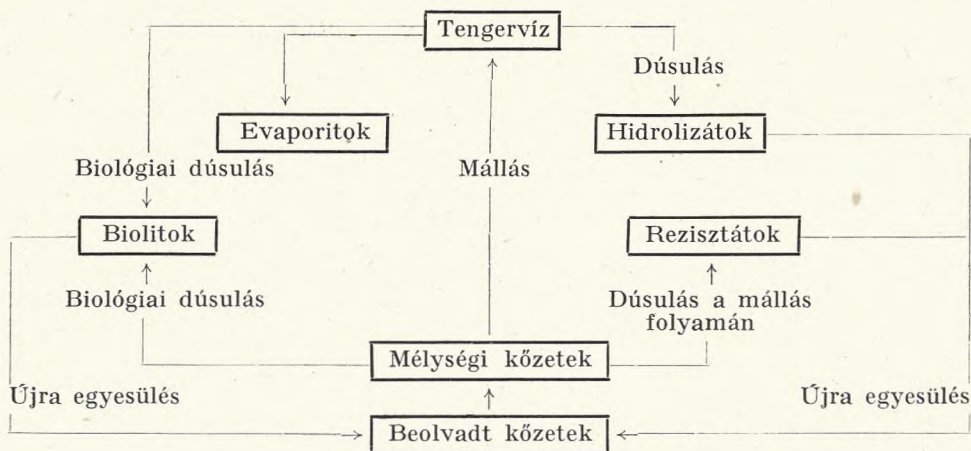 Tengervíz
Dúsulás
Evaporitok
Hidrolizátok
Biológiai dúsulás
Mállás
Biolitok
Rezisztátok
Biológiai dúsulás
Dúsulás a mállás
folyamán
Mélységi kőzetek
Újra egyesülés
Újra egyesülés
Beolvadt kőzetek